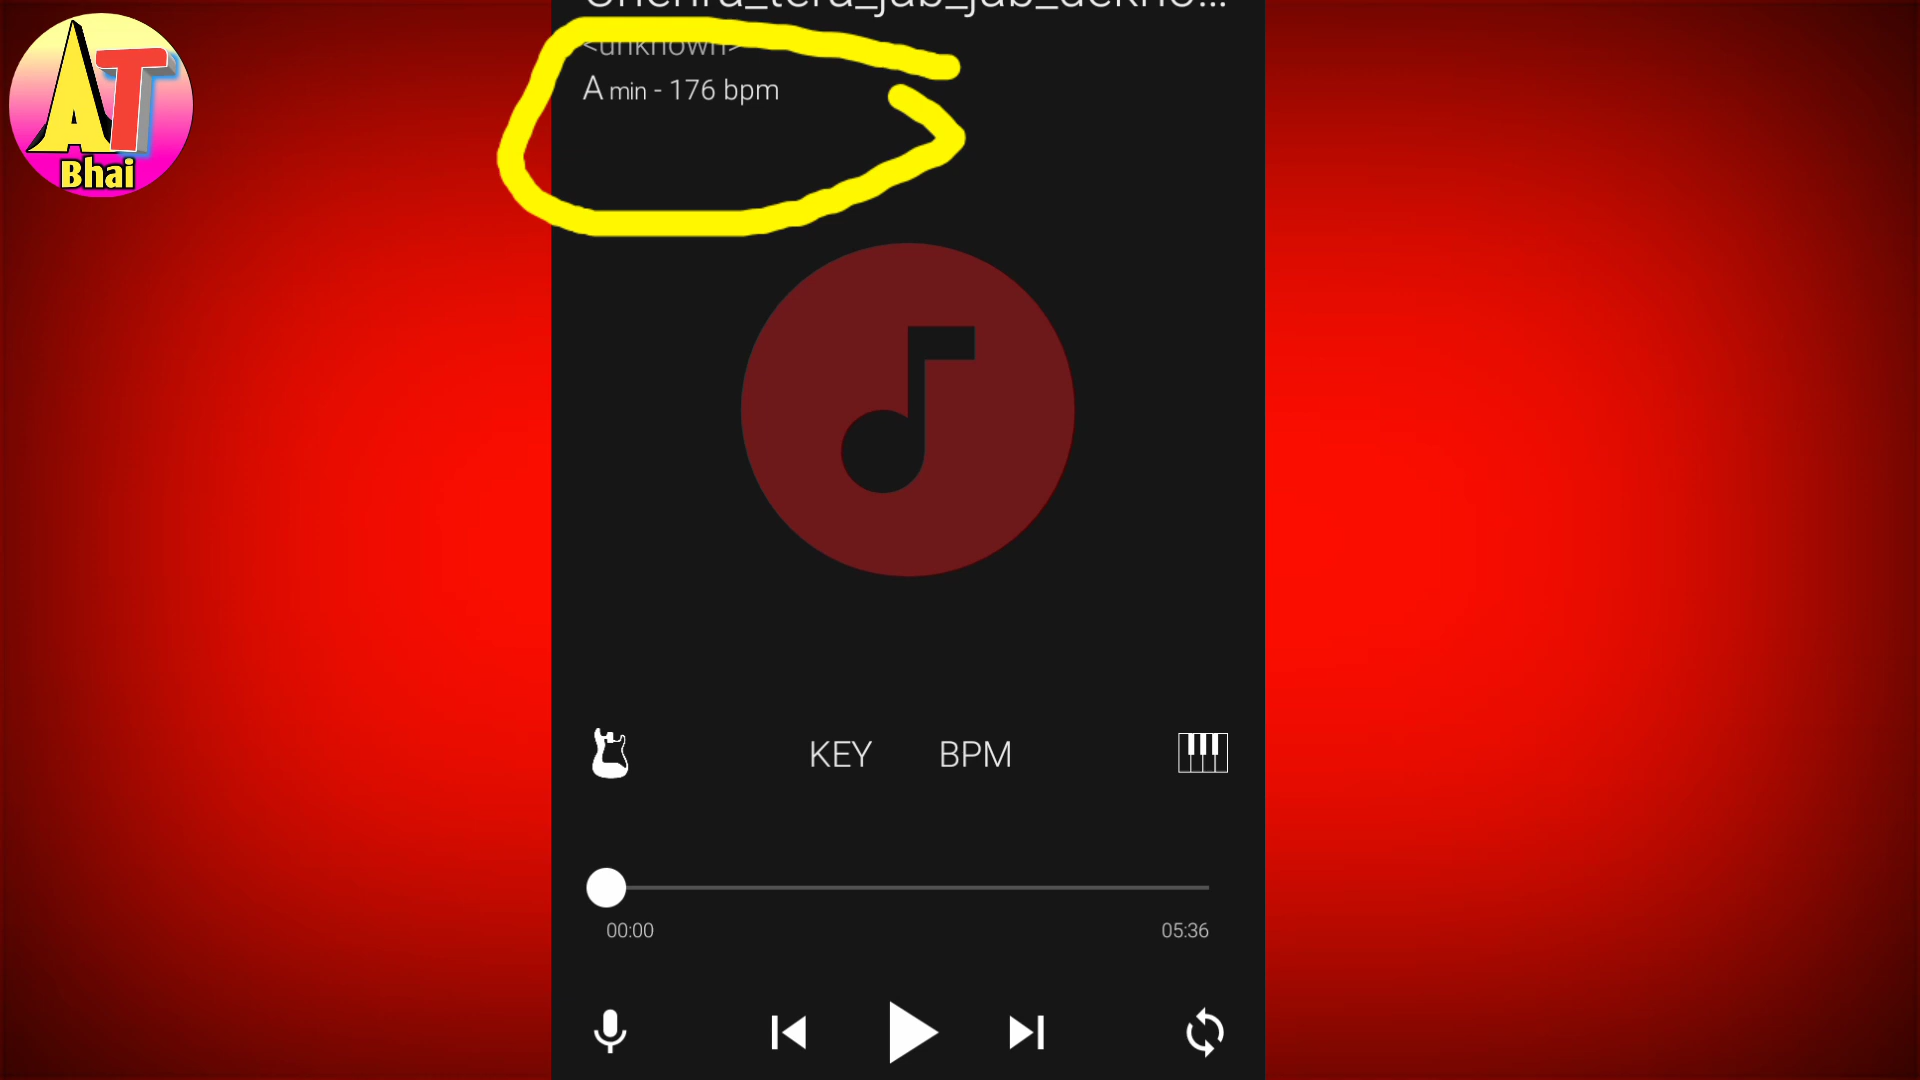 AT
Bhai
<unknown>
A min - 176 bpm
KEY BPM
00:00 05:36